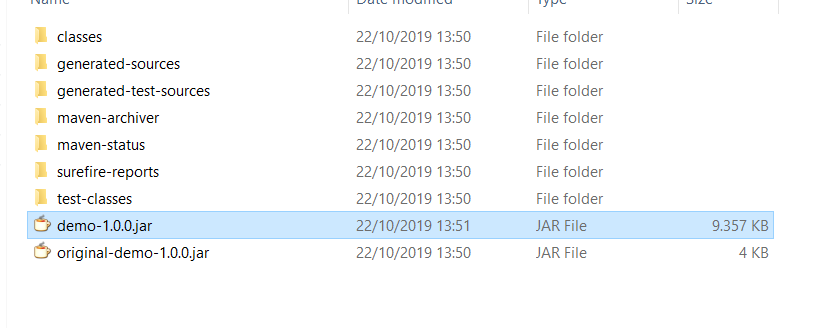 Name Date modified Type Size
classes 22/10/2019 13:50 File folder
generated-sources 22/10/2019 13:50 File folder
generated-test-sources 22/10/2019 13:50 File folder
maven-archiver 22/10/2019 13:50 File folder
maven-status 22/10/2019 13:50 File folder
surefire-reports 22/10/2019 13:50 File folder
test-classes 22/10/2019 13:50 File folder
demo-1.0.0.jar 22/10/2019 13:51 JAR File 9.357 KB
original-demo-1.0.0.jar 22/10/2019 13:50 JAR File 4 KB